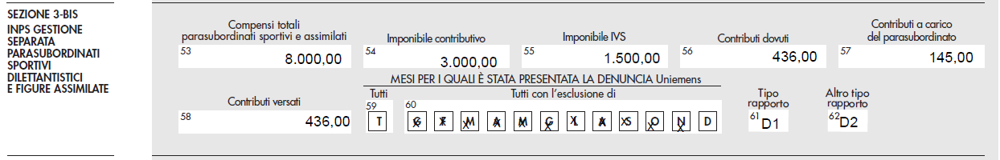 SEZIONE 3-BIS
INPS GESTIONE
SEPARATA
PARASUBORDINATI
SPORTIVI
DILETTANTISTICI
E FIGURE ASSIMILATE
Compensi totali
parasubordinati sportivi e assimilati
53 8.000,00
Imponibile contributivo
54 3.000,00
Imponibile IVS
55 1.500,00
Contributi dovuti
56 436,00
Contributi a carico
del parasubordinato
57 145,00
Contributi versati
58 436,00
MESI PER I QUALI È STATA PRESENTATA LA DENUNCIA Uniemens
Tutti
59 T
Tutti con l'esclusione di
60 G F M A M G L A S O N D
X X X X X X X X X X X
Tipo
rapporto
61 D1
Altro tipo
rapporto
62 D2